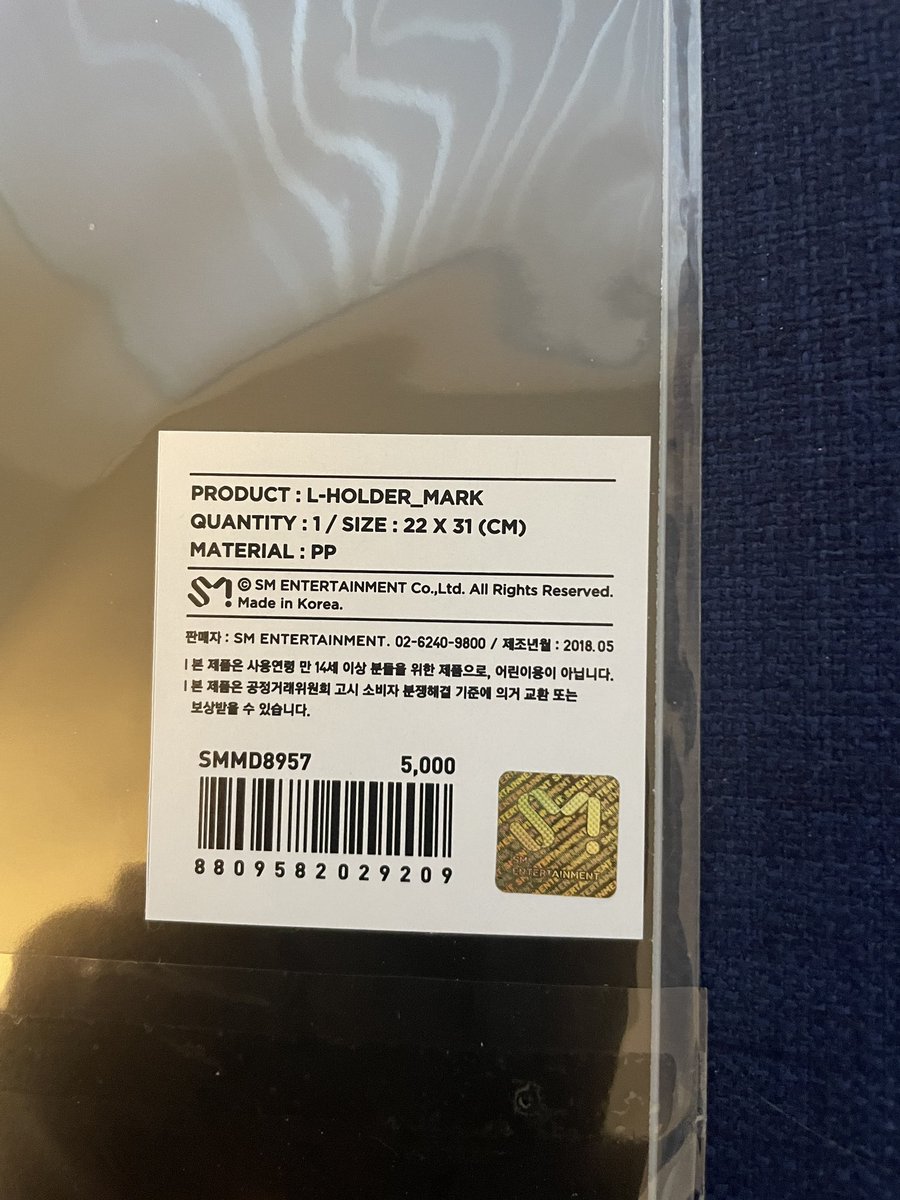 PRODUCT : L-HOLDER_MARK
QUANTITY : 1 / SIZE : 22 X 31 (CM)
MATERIAL : PP
SM! © SM ENTERTAINMENT Co.,Ltd. All Rights Reserved.
Made in Korea.
판매자 : SM ENTERTAINMENT. 02-6240-9800 / 제조년월 : 2018.05
l 본 제품은 사용연령 만 14세 이상 분들을 위한 제품으로, 어린이용이 아닙니다.
l 본 제품은 공정거래위원회 고시 소비자 분쟁해결 기준에 의거 교환 또는
보상받을 수 있습니다.
SMMD8957 5,000
8809582029209
SM!
ENTERTAINMENT